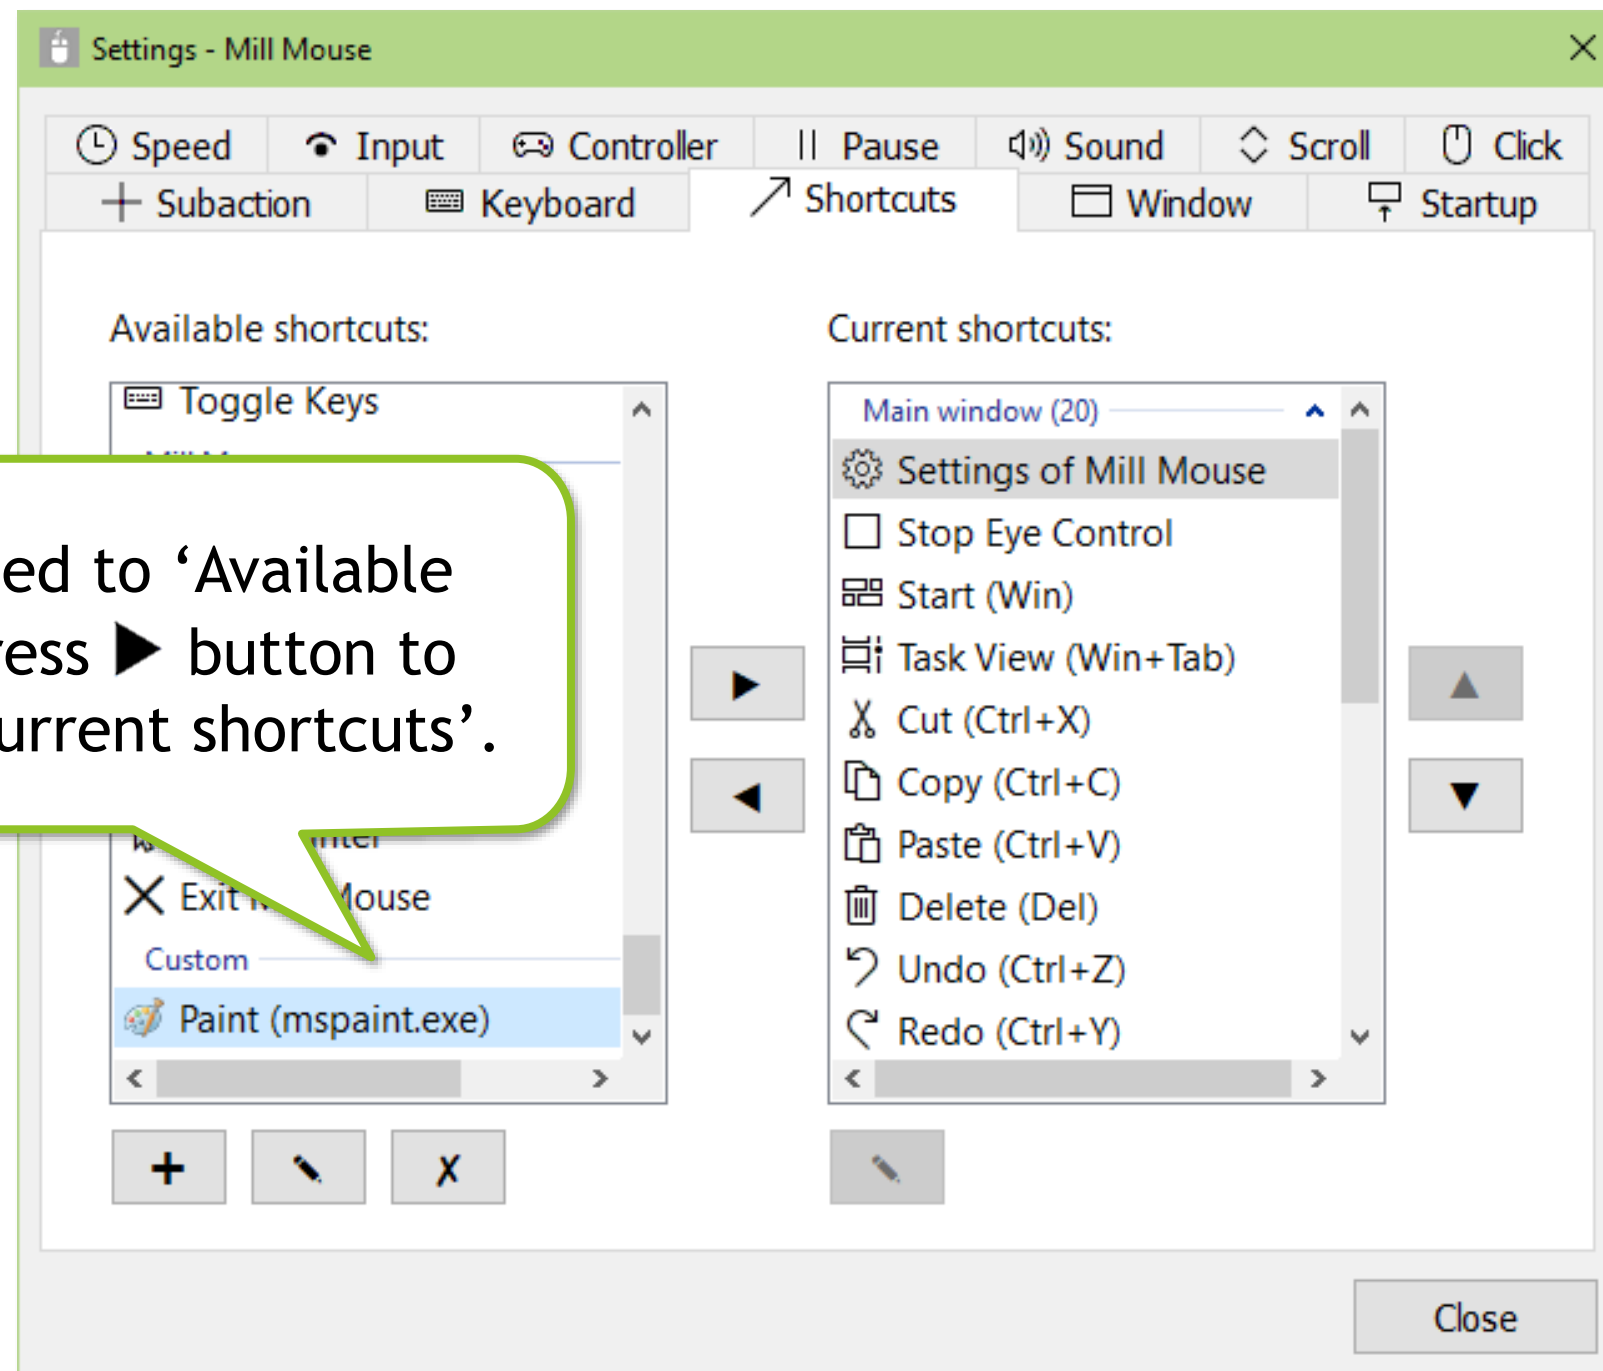 Settings - Mill Mouse
Speed Input Controller Pause Sound Scroll Click
Subaction Keyboard Shortcuts Window Startup
Available shortcuts:
Toggle Keys
ed to ‘Available
ress ▶ button to
urrent shortcuts’.
Exit Mouse
Custom
Paint (mspaint.exe)
Current shortcuts:
Main window (20)
Settings of Mill Mouse
Stop Eye Control
Start (Win)
Task View (Win+Tab)
Cut (Ctrl+X)
Copy (Ctrl+C)
Paste (Ctrl+V)
Delete (Del)
Undo (Ctrl+Z)
Redo (Ctrl+Y)
Close